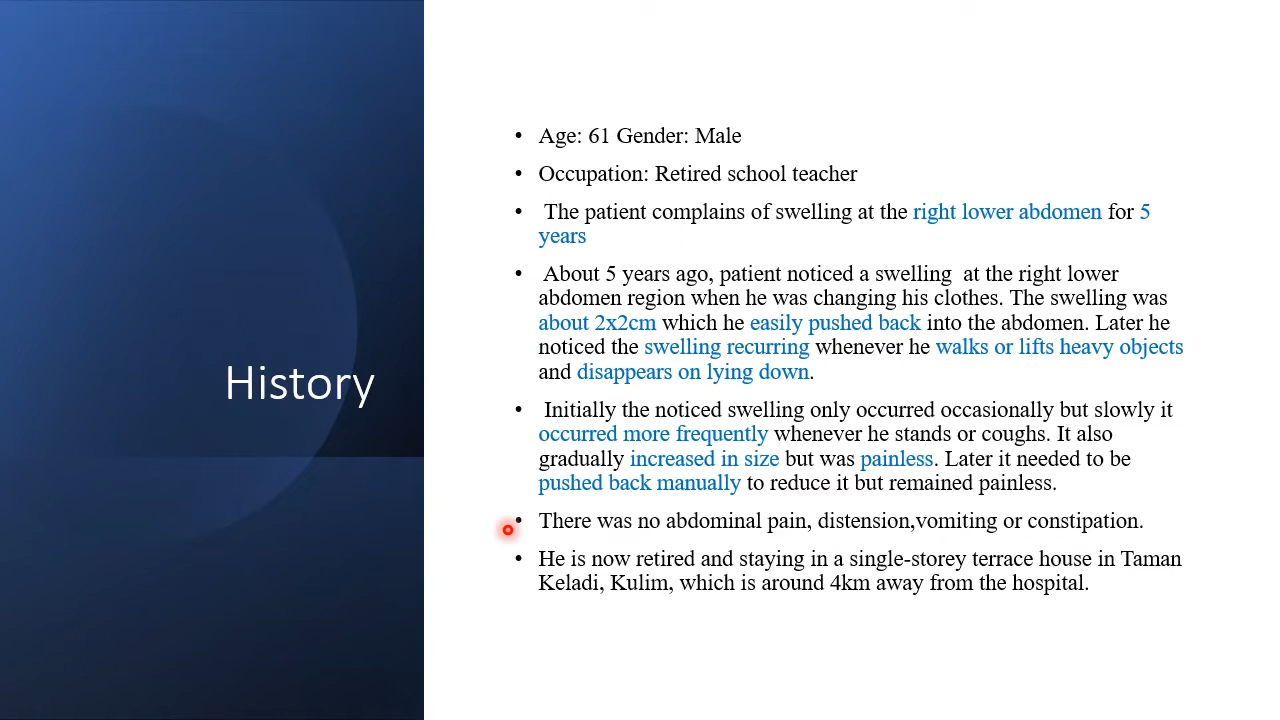 History
• Age: 61 Gender: Male
• Occupation: Retired school teacher
• The patient complains of swelling at the right lower abdomen for 5
years
• About 5 years ago, patient noticed a swelling  at the right lower
abdomen region when he was changing his clothes. The swelling was
about 2x2cm which he easily pushed back into the abdomen. Later he
noticed the swelling recurring whenever he walks or lifts heavy objects
and disappears on lying down.
• Initially the noticed swelling only occurred occasionally but slowly it
occurred more frequently whenever he stands or coughs. It also
gradually increased in size but was painless. Later it needed to be
pushed back manually to reduce it but remained painless.
• There was no abdominal pain, distension,vomiting or constipation.
• He is now retired and staying in a single-storey terrace house in Taman
Keladi, Kulim, which is around 4km away from the hospital.